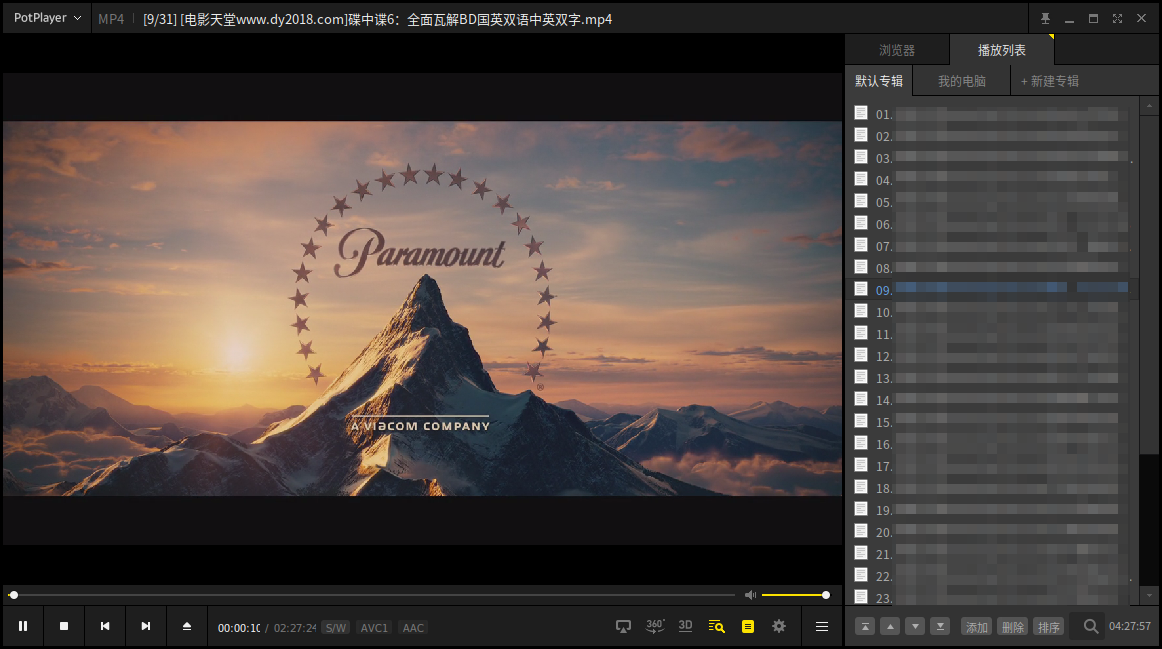 PotPlayer
MP4
[9/31] [电影天堂www.dy2018.com]碟中谍6：全面瓦解BD国英双语中英双字.mp4
浏览器
播放列表
默认专辑
我的电脑
+ 新建专辑
Paramount
®
A VIACOM COMPANY
01.
02.
03.
04.
05.
06.
07.
08.
09.
10.
11.
12.
13.
14.
15.
16.
17.
18.
19.
20.
21.
22.
23.
00:00:10 / 02:27:24 S/W AVC1 AAC
360° 3D
添加 删除 排序 04:27:57